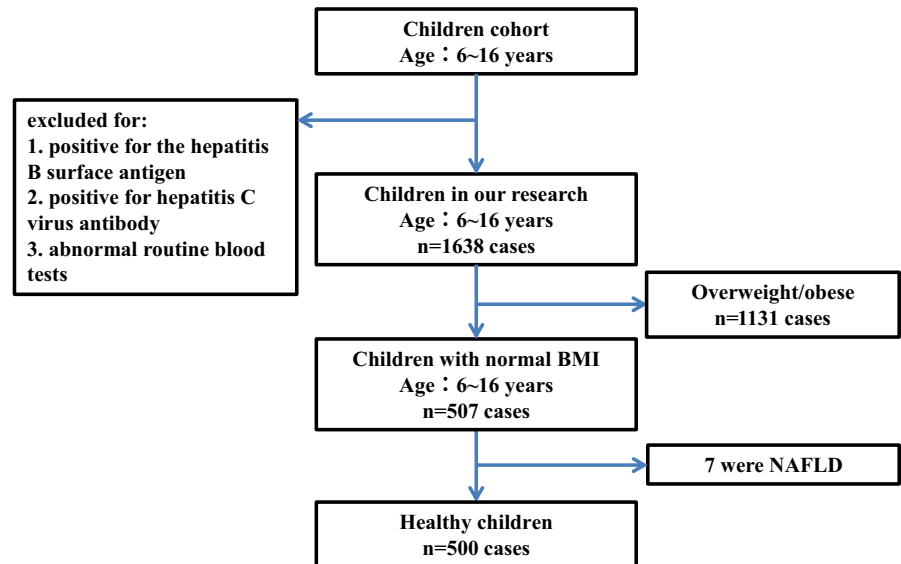 Children cohort
Age：6~16 years
excluded for:
1. positive for the hepatitis
B surface antigen
2. positive for hepatitis C
virus antibody
3. abnormal routine blood
tests
Children in our research
Age：6~16 years
n=1638 cases
Overweight/obese
n=1131 cases
Children with normal BMI
Age：6~16 years
n=507 cases
7 were NAFLD
Healthy children
n=500 cases